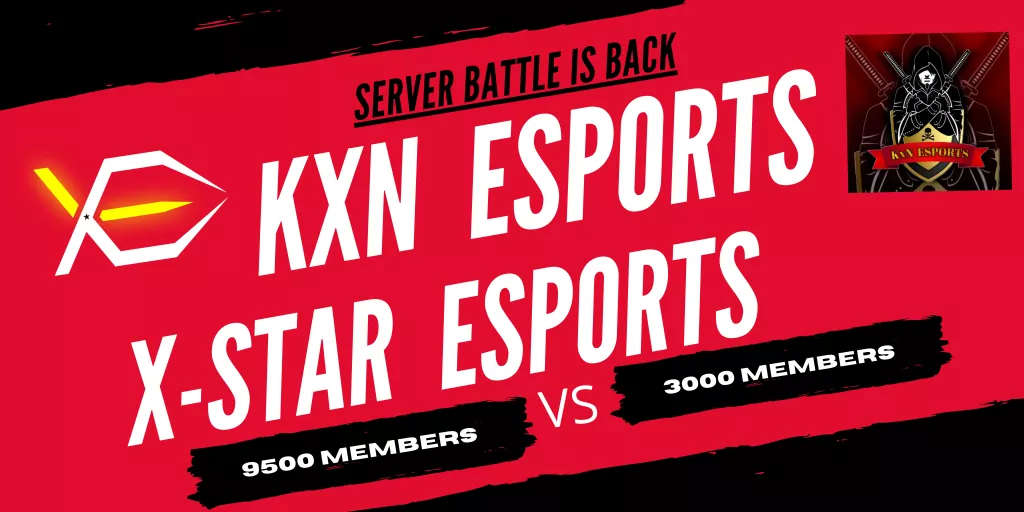 SERVER BATTLE IS BACK
KXN ESPORTS
KXN ESPORTS
X-STAR ESPORTS
VS
3000 MEMBERS
9500 MEMBERS